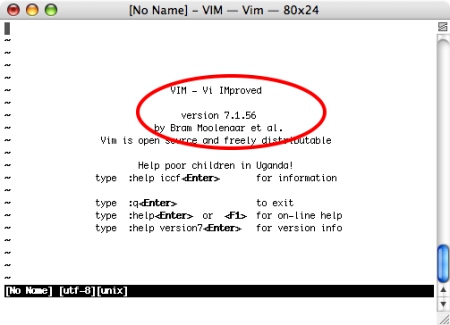 [No Name] - VIM — Vim — 80x24
~
~
~
~
~ VIM - Vi IMproved
~
~ version 7.1.56
~ by Bram Moolenaar et al.
~ Vim is open source and freely distributable
~
~ Help poor children in Uganda!
~ type :help iccf<Enter> for information
~
~ type :q<Enter> to exit
~ type :help<Enter> or <F1> for on-line help
~ type :help version7<Enter> for version info
~
~
~
~
[No Name] [utf-8][unix]